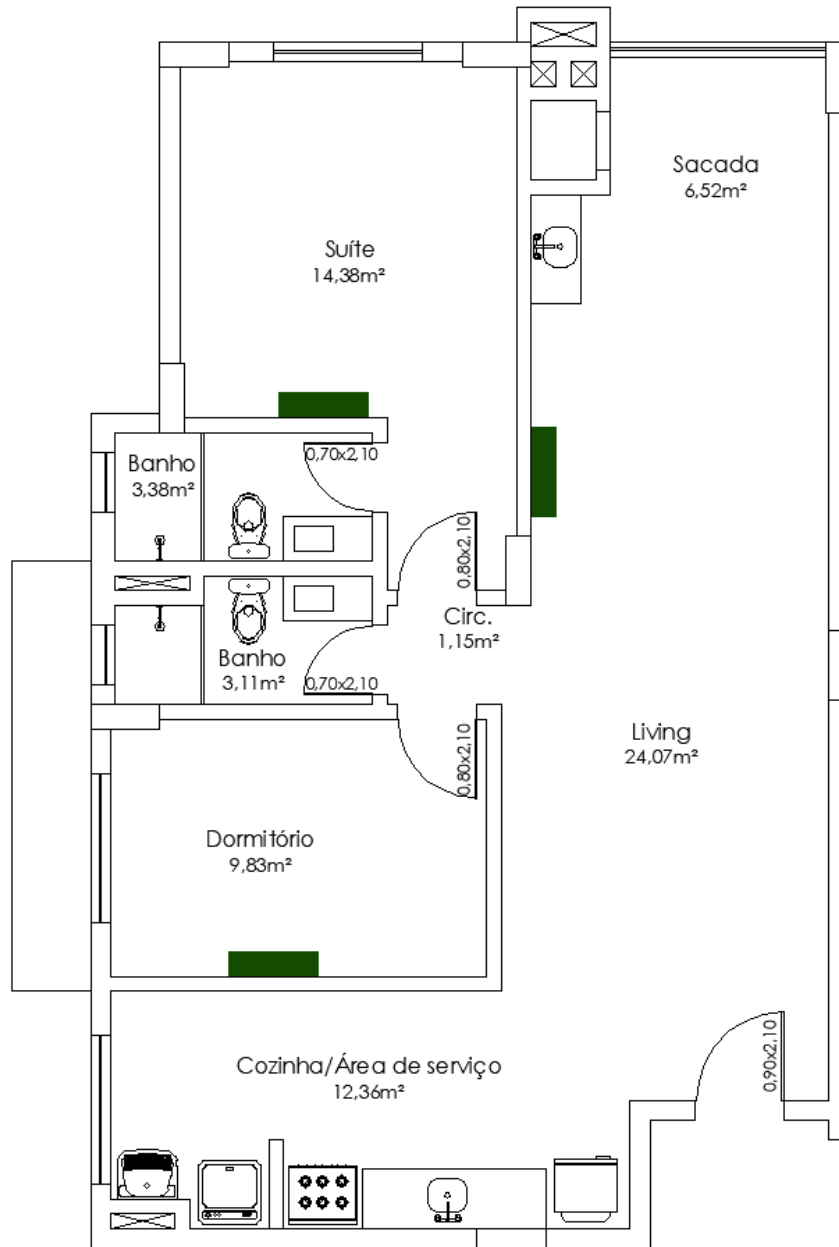 Sacada
6,52m²
Suíte
14,38m²
0,70x2,10
Banho
3,38m²
0,80x2,10
Circ.
1,15m²
Banho
3,11m²
0,70x2,10
0,80x2,10
Living
24,07m²
Dormitório
9,83m²
Cozinha/Área de serviço
12,36m²
0,90x2,10